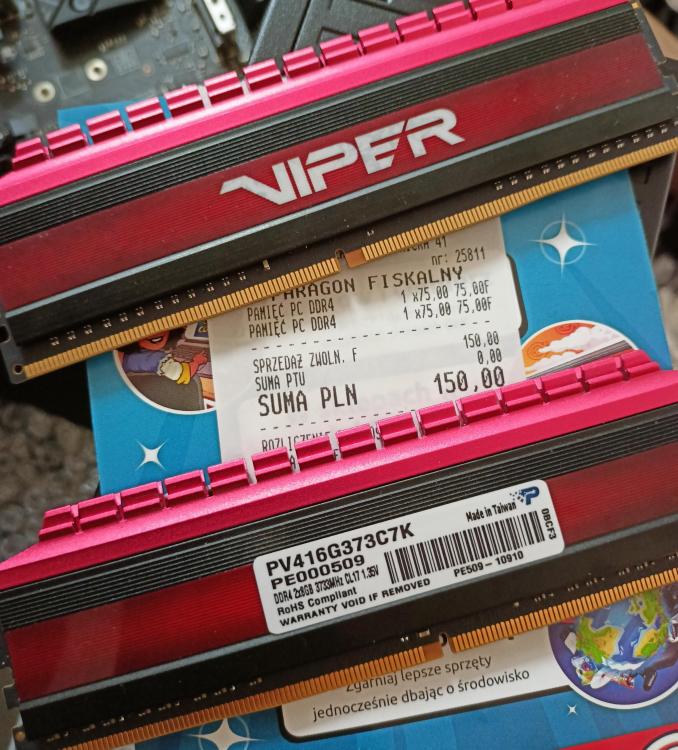 VIPER
41
nr: 25811
PARAGON FISKALNY
PAMIĘĆ PC DDR4 1 x75,00 75,00F
PAMIĘĆ PC DDR4 1 x75,00 75,00F
SPRZEDAŻ ZWOLN. F 150,00
SUMA PTU 0,00
SUMA PLN 150,00
PV416G373C7K
Made in Taiwan
PE000509
DDR4 2x8GB 3733MHz CL17 1.35V
RoHS Compliant
WARRANTY VOID IF REMOVED
PE509-10910
DBCF3
Zgarniaj lepsze sprzęty
jednocześnie dbając o środowisko